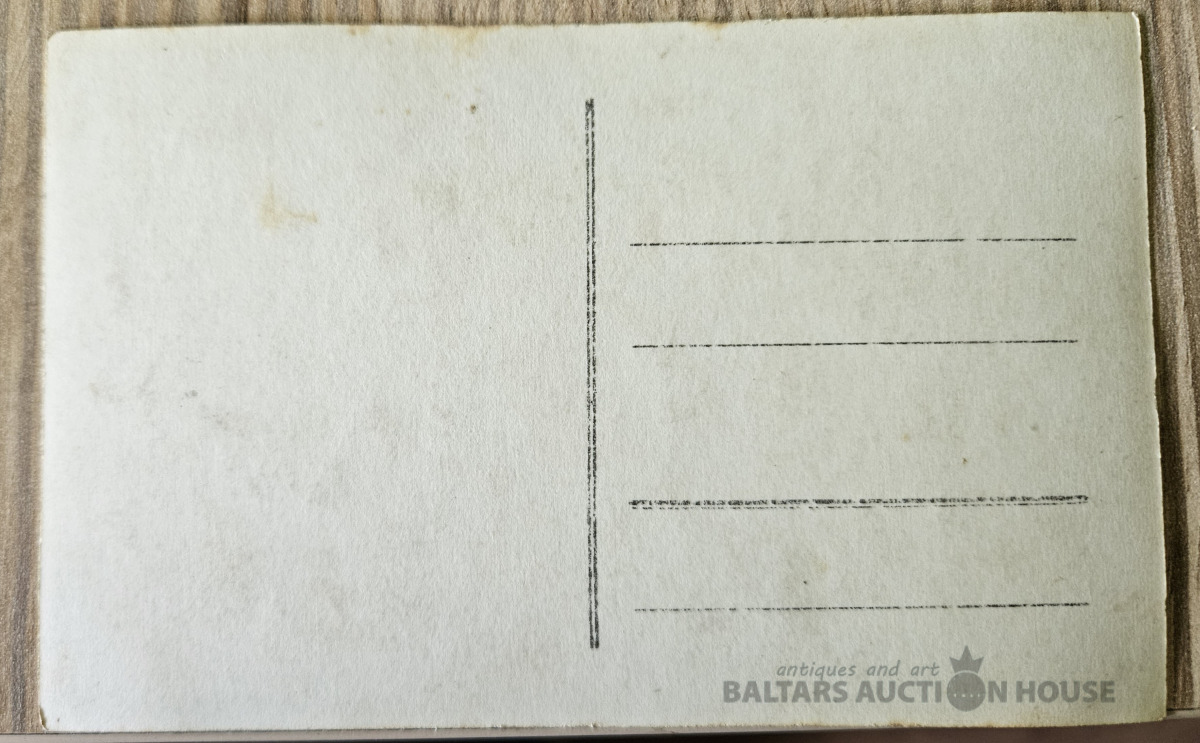 antiques and art
BALTARS AUCTION HOUSE